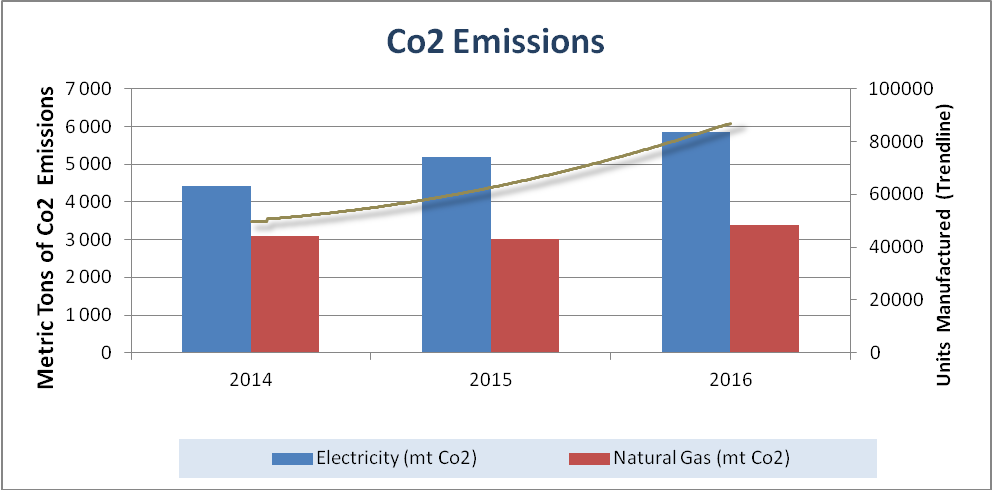 Co2 Emissions
Metric Tons of Co2 Emissions
7 000
6 000
5 000
4 000
3 000
2 000
1 000
0
100000
80000
60000
40000
20000
0
Units Manufactured (Trendline)
2014 2015 2016
Electricity (mt Co2) Natural Gas (mt Co2)